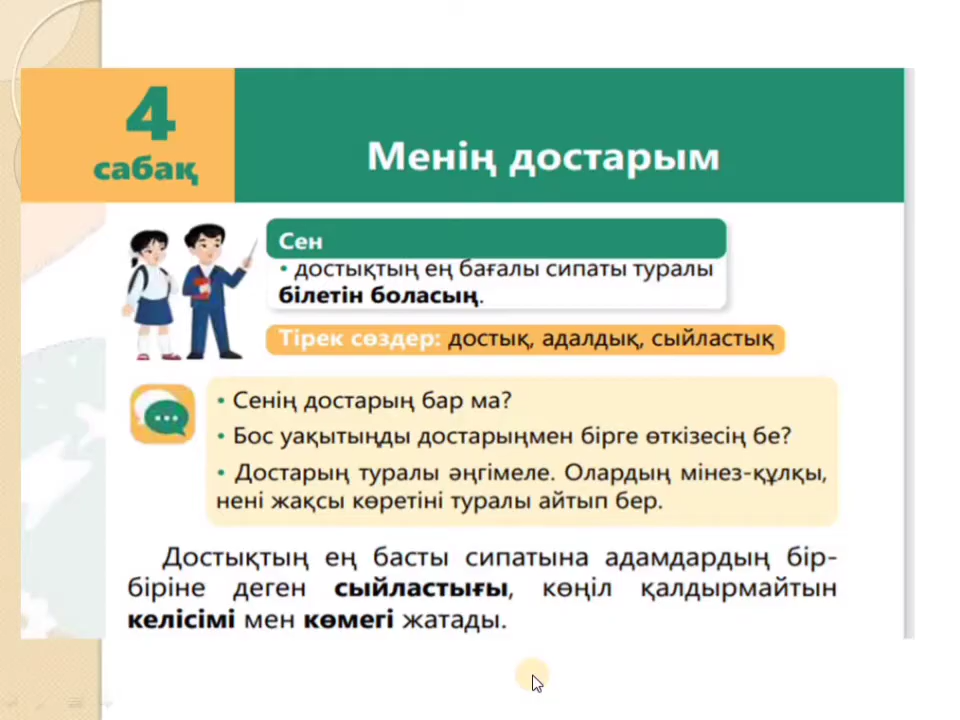 4
сабақ
Менің достарым
Сен
• достықтың ең бағалы сипаты туралы
білетін боласың.
Тірек сөздер: достық, адалдық, сыйластық
• Сенің достарың бар ма?
• Бос уақытыңды достарыңмен бірге өткізесің бе?
• Достарың туралы әңгімеле. Олардың мінез-құлқы,
нені жақсы көретіні туралы айтып бер.
Достықтың ең басты сипатына адамдардың бір-
біріне деген сыйластығы, көңіл қалдырмайтын
келісімі мен көмегі жатады.